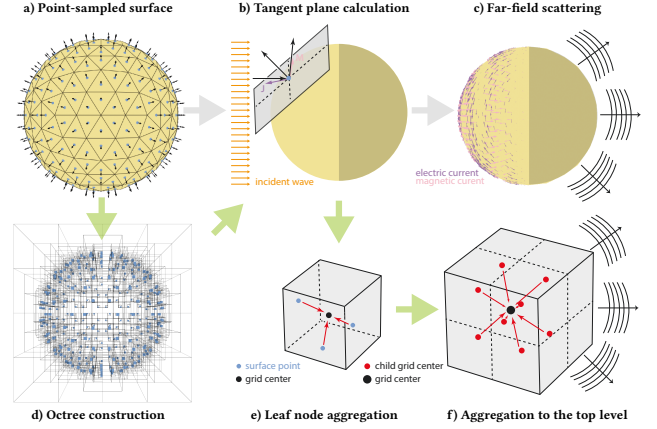 a) Point-sampled surface
b) Tangent plane calculation
c) Far-field scattering
J
M
incident wave
electric current
magnetic curent
surface point
grid center
child grid center
grid center
d) Octree construction
e) Leaf node aggregation
f) Aggregation to the top level